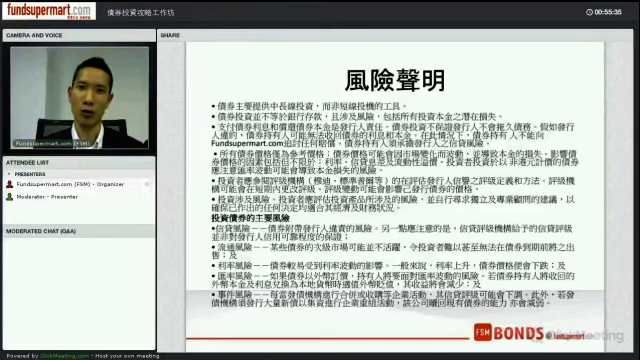 fundsupermart.com
債券投資攻略工作坊
00:55:35
CAMERA AND VOICE
SHARE
Fundsupermart.com (FSM)
ATTENDEE LIST
PRESENTERS
Fundsupermart.com (FSM) - Organizer
Moderator - Presenter
MODERATED CHAT (Q&A)
風險聲明
• 債券主要提供中長線投資，而非短線投機的工具。
• 債券投資並不等於銀行存款，且涉及風險，包括所有投資本金之潛在損失。
• 支付債券利息和償還債券本金是發行人責任。債券投資不保證發行人不會拖欠債務。假如發行
人違約，債券持有人可能無法收回債券的利息和本金。在此情況下，債券持有人不能向
Fundsupermart.com追討任何賠償。債券持有人須承擔發行人之信貸風險。
• 所有債券價格僅為參考價格；債券價格可能會因市場變化而波動，並導致本金的損失。影響債
券價格的因素包括但不限於：利率、信貸息差及流動性溢價。投資者投資於以非港元計價的債券
應注意匯率波動可能會導致本金損失的風險。
• 投資者應參閱評級機構（穆迪，標準普爾等）的在評估發行人信譽之評級定義和方法。評級機
構可能會在短期內更改評級，評級變動可能會影響已發行債券的價格。
• 投資涉及風險。投資者應評估投資產品所涉及的風險，並自行尋求獨立及專業顧問的建議，以
確保已作出的任何決定均適合其經濟及財務狀況。
投資債券的主要風險
• 信貸風險－－債券附帶發行人違責的風險。另一點應注意的是，信貸評級機構給予的信貸評級
並非對發行人信用可靠程度的保證；
• 流通風險－－某些債券的次級市場可能並不活躍，令投資者難以甚至無法在債券到期前將之出
售；及
• 利率風險－－債券較易受到利率波動的影響。一般來說，利率上升，債券價格便會下跌；及
• 匯率風險－－如果債券以外幣訂價，持有人將要面對匯率波動的風險。若債券持有人將收回的
外幣本金及利息兌換為本地貨幣時適值外幣貶值，其收益將會減少；及
• 事件風險－－每當發債機構進行合併或收購等企業活動，其信貸評級可能會下調。此外，若發
債機構須發行大量新債以集資進行企業重組活動，該公司贖回現有債券的能力亦會減弱。
FSM BONDS
fundsupermart
ClickMeeting
Powered by ClickMeeting.com - Host your own meeting